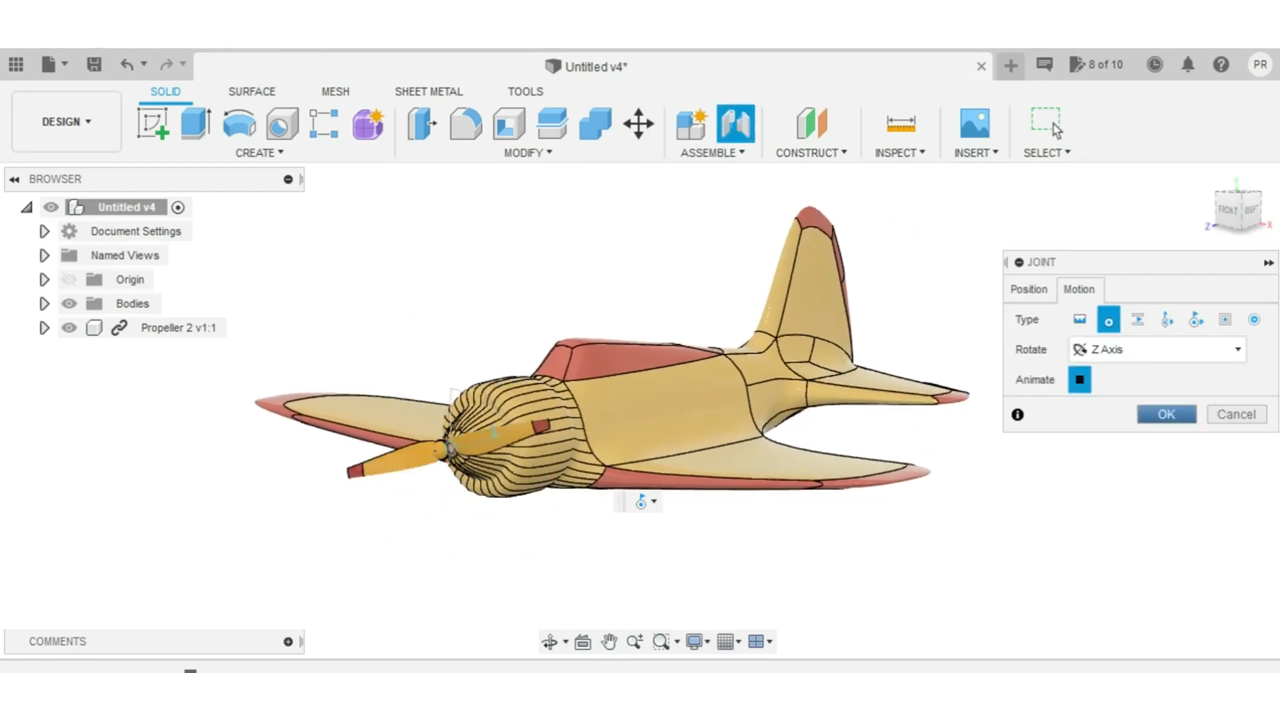 Untitled v4*
8 of 10
PR
SOLID
SURFACE
MESH
SHEET METAL
TOOLS
DESIGN
CREATE
MODIFY
ASSEMBLE
CONSTRUCT
INSPECT
INSERT
SELECT
BROWSER
Untitled v4
Document Settings
Named Views
Origin
Bodies
Propeller 2 v1:1
FRONT
Z
X
JOINT
Position
Motion
Type
Rotate
Z Axis
Animate
OK
Cancel
COMMENTS